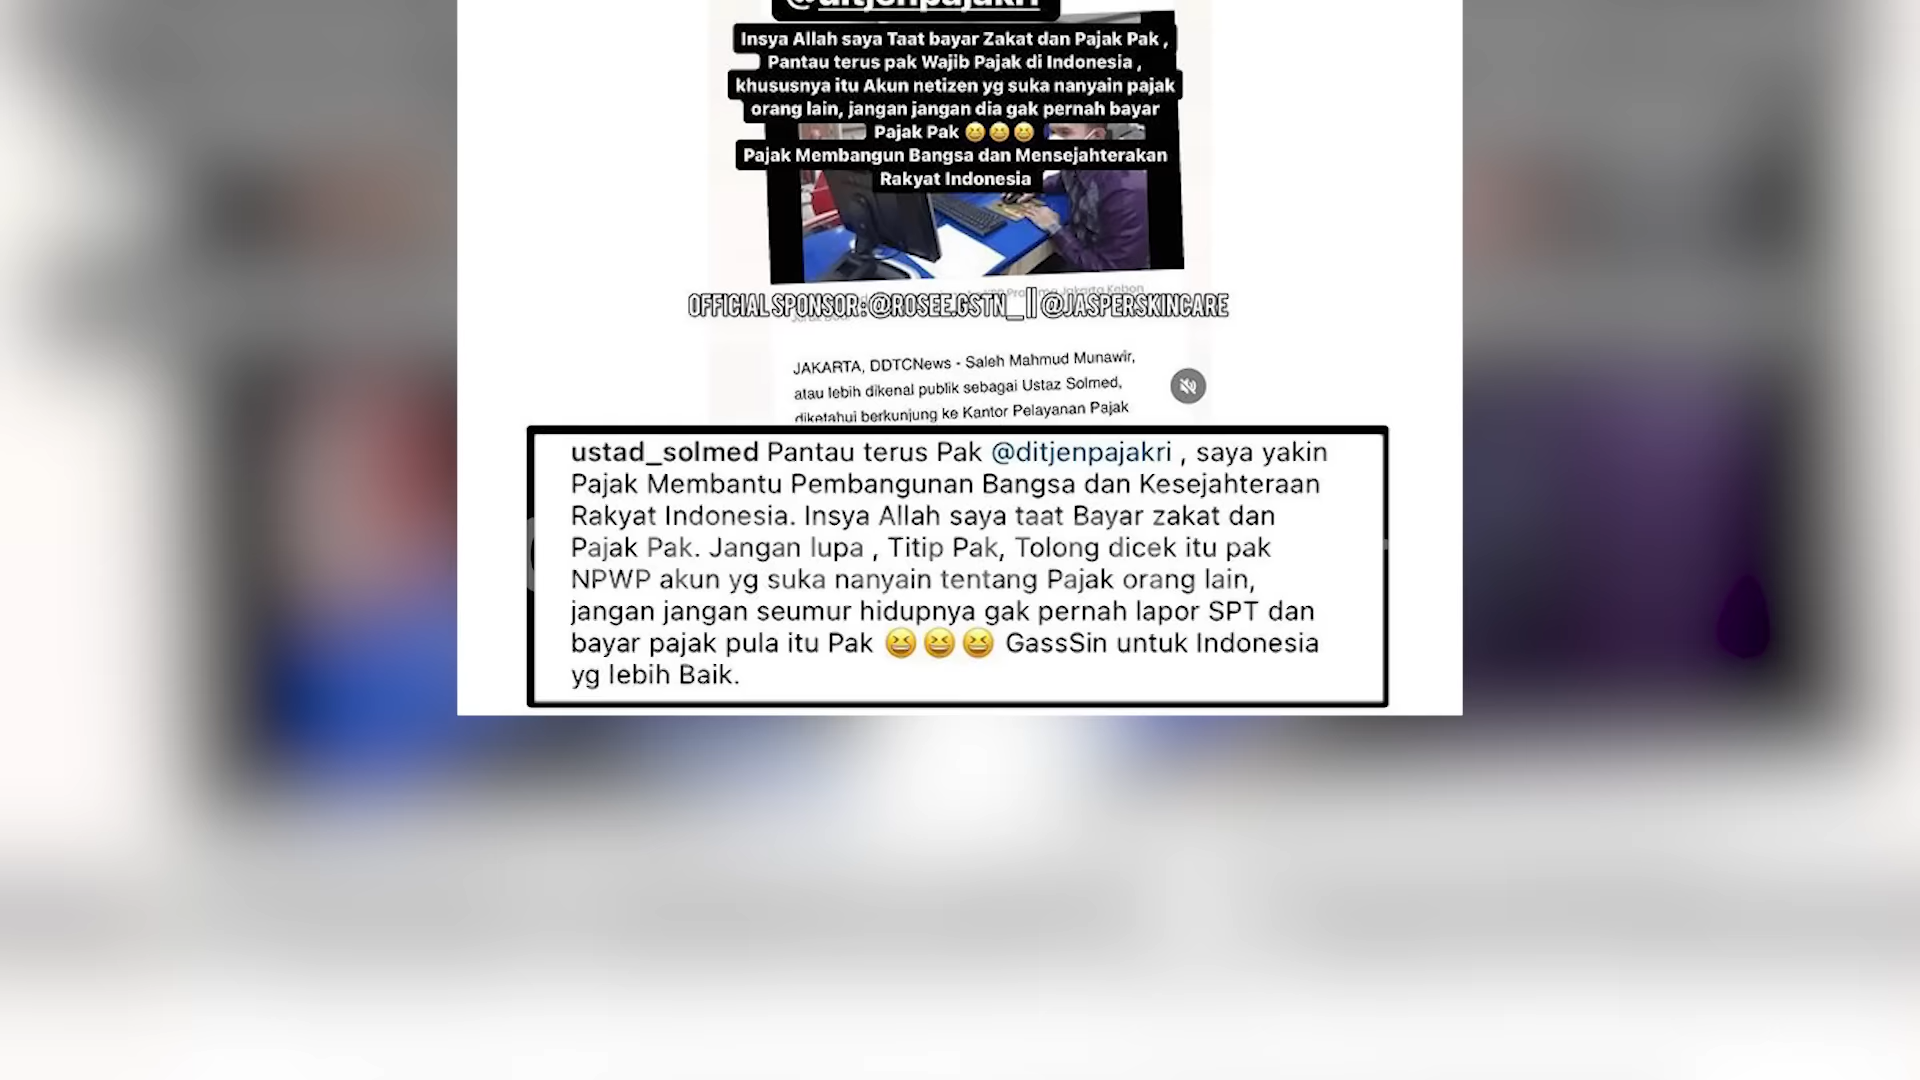 @ditjenpajakri
Insya Allah saya Taat bayar Zakat dan Pajak Pak ,
Pantau terus pak Wajib Pajak di Indonesia ,
khususnya itu Akun netizen yg suka nanyain pajak
orang lain, jangan jangan dia gak pernah bayar
Pajak Pak 😆😆😆
Pajak Membangun Bangsa dan Mensejahterakan
Rakyat Indonesia
Jakarta Kebon
OFFICIAL SPONSOR : @ROSEE.GSTN_ || @JASPERSKINCARE
JAKARTA, DDTCNews - Saleh Mahmud Munawir,
atau lebih dikenal publik sebagai Ustaz Solmed,
diketahui berkunjung ke Kantor Pelayanan Pajak
ustad_solmed Pantau terus Pak @ditjenpajakri , saya yakin
Pajak Membantu Pembangunan Bangsa dan Kesejahteraan
Rakyat Indonesia. Insya Allah saya taat Bayar zakat dan
Pajak Pak. Jangan lupa , Titip Pak, Tolong dicek itu pak
NPWP akun yg suka nanyain tentang Pajak orang lain,
jangan jangan seumur hidupnya gak pernah lapor SPT dan
bayar pajak pula itu Pak 😆😆😆 GassSin untuk Indonesia
yg lebih Baik.